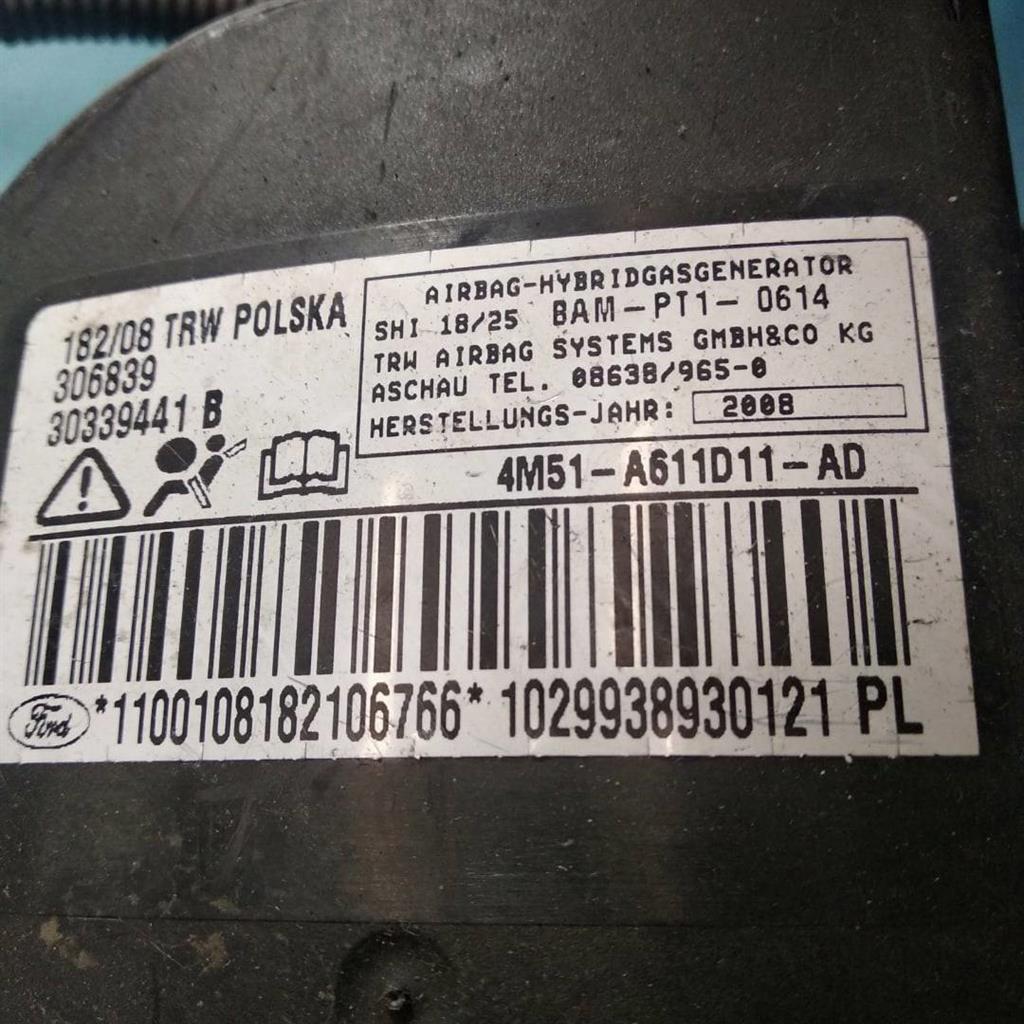 182/08 TRW POLSKA
306839
30339441 B
AIRBAG-HYBRIDGASGENERATOR
SHI 18/25 BAM-PT1-0614
TRW AIRBAG SYSTEMS GMBH&CO KG
ASCHAU TEL. 08638/965-0
HERSTELLUNGS-JAHR: 2008
4M51-A611D11-AD
Ford *1100108182106766* 1029938930121 PL